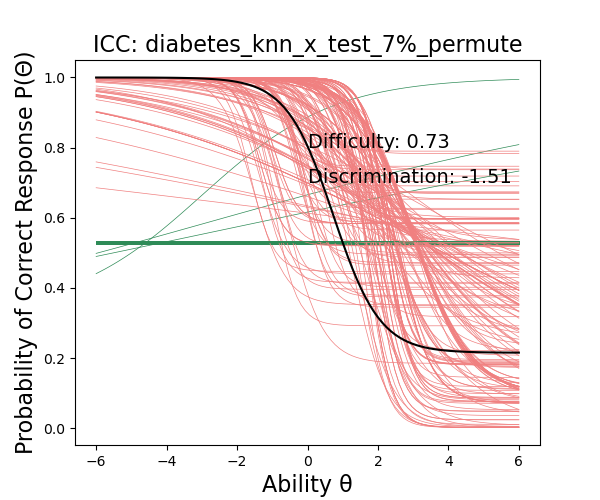 ICC: diabetes_knn_x_test_7%_permute
Probability of Correct Response P(Θ)
1.0
0.8
0.6
0.4
0.2
0.0
Difficulty: 0.73
Discrimination: -1.51
−6 −4 −2 0 2 4 6
Ability θ